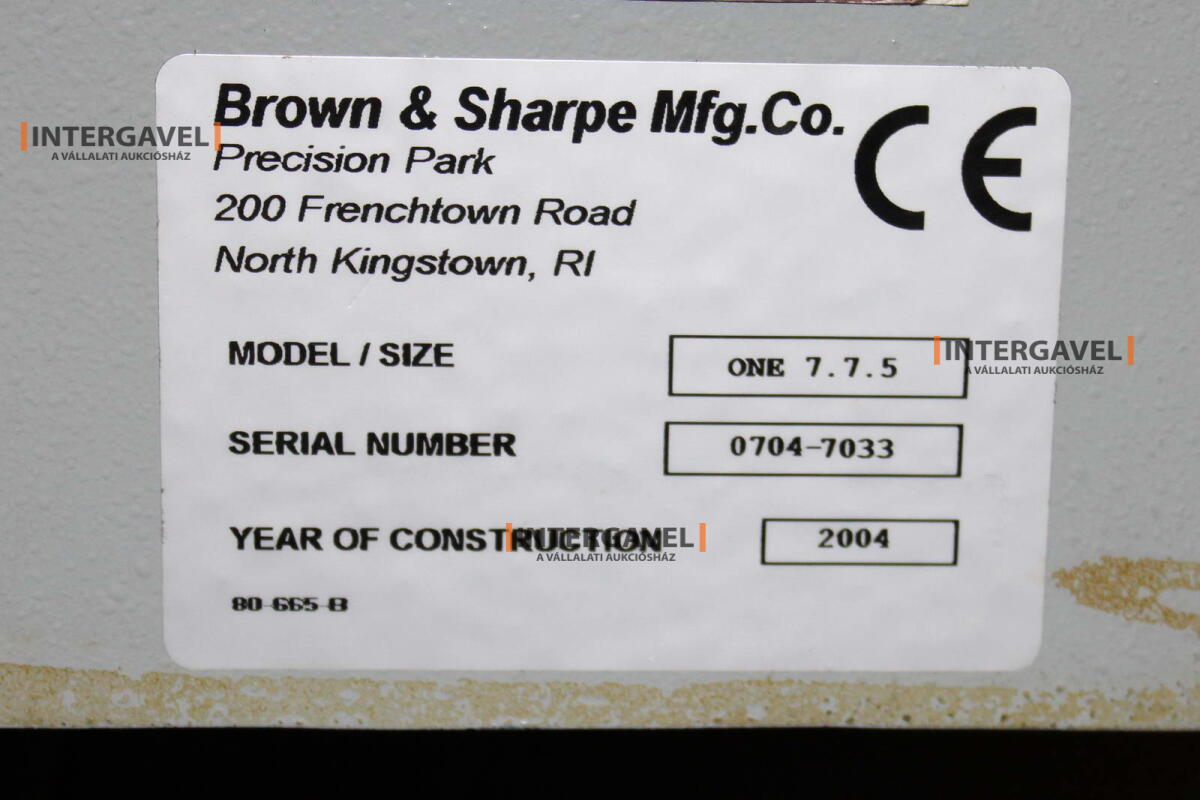 Brown & Sharpe Mfg.Co.
CE
Precision Park
200 Frenchtown Road
North Kingstown, RI
MODEL / SIZE ONE 7.7.5
SERIAL NUMBER 0704-7033
YEAR OF CONSTRUCTION 2004
80-665-B
INTERGAVEL
A VÁLLALATI AUKCIÓSHÁZ
INTERGAVEL
A VÁLLALATI AUKCIÓSHÁZ
INTERGAVEL
A VÁLLALATI AUKCIÓSHÁZ